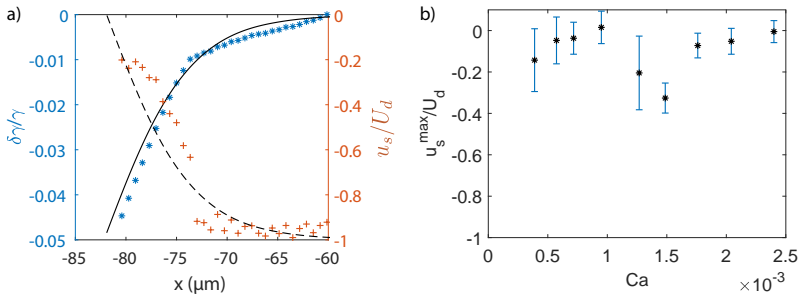 a)
0
-0.01
-0.02
-0.03
-0.04
-0.05
δγ/γ
0
-0.2
-0.4
-0.6
-0.8
-1
u_s/U_d
-85 -80 -75 -70 -65 -60
x (μm)
b)
0
-0.2
-0.4
-0.6
-0.8
-1
u_s^max/U_d
0 0.5 1 1.5 2 2.5
Ca
×10^-3